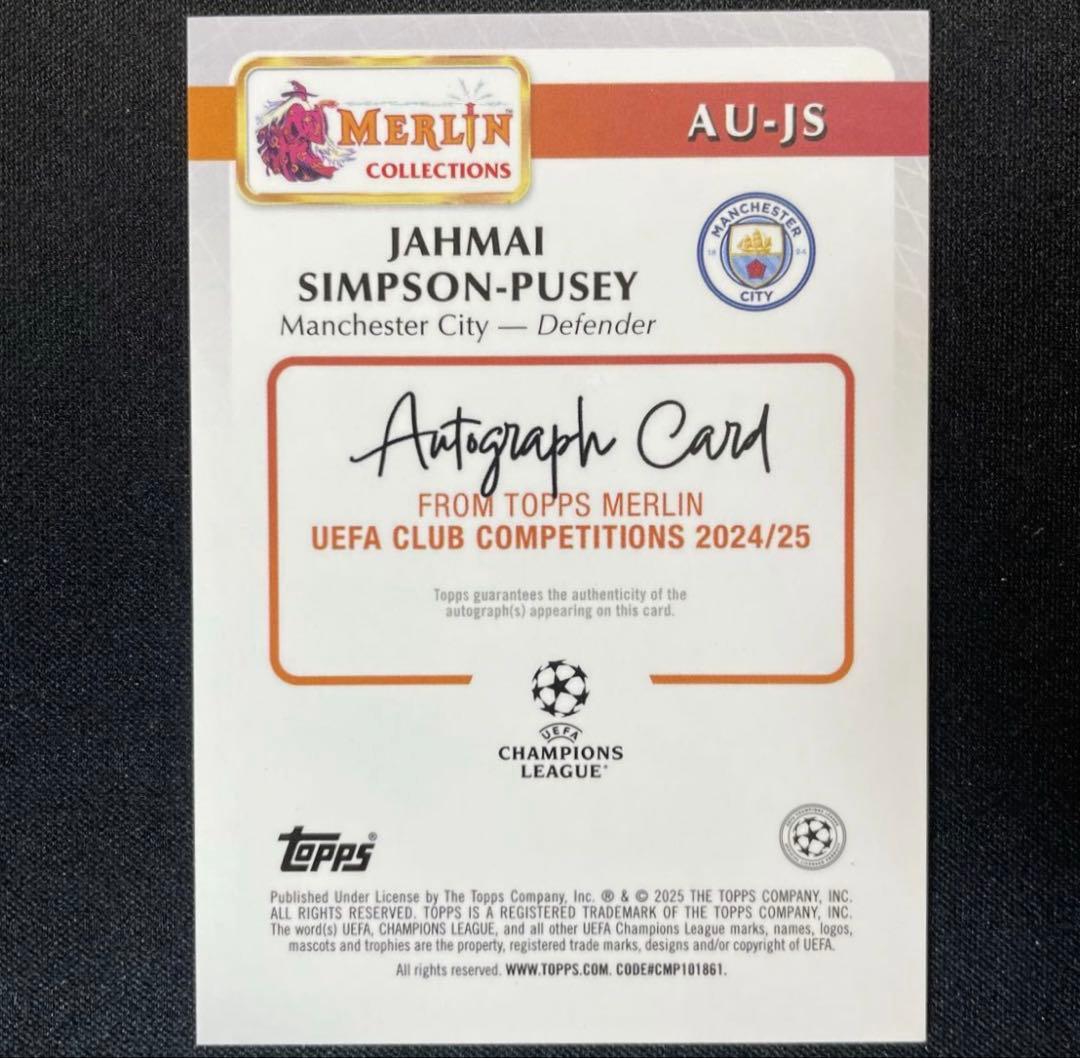 MERLIN™
COLLECTIONS
AU-JS
JAHMAI
SIMPSON-PUSEY
Manchester City — Defender
MANCHESTER
18 94
CITY
Autograph Card
FROM TOPPS MERLIN
UEFA CLUB COMPETITIONS 2024/25
Topps guarantees the authenticity of the
autograph(s) appearing on this card.
UEFA
CHAMPIONS
LEAGUE®
Topps®
Published Under License by The Topps Company, Inc. ® & © 2025 THE TOPPS COMPANY, INC.
ALL RIGHTS RESERVED. TOPPS IS A REGISTERED TRADEMARK OF THE TOPPS COMPANY, INC.
The word(s) UEFA, CHAMPIONS LEAGUE, and all other UEFA Champions League marks, names, logos,
mascots and trophies are the property, registered trade marks, designs and/or copyright of UEFA.
All rights reserved. WWW.TOPPS.COM. CODE#CMP101861.